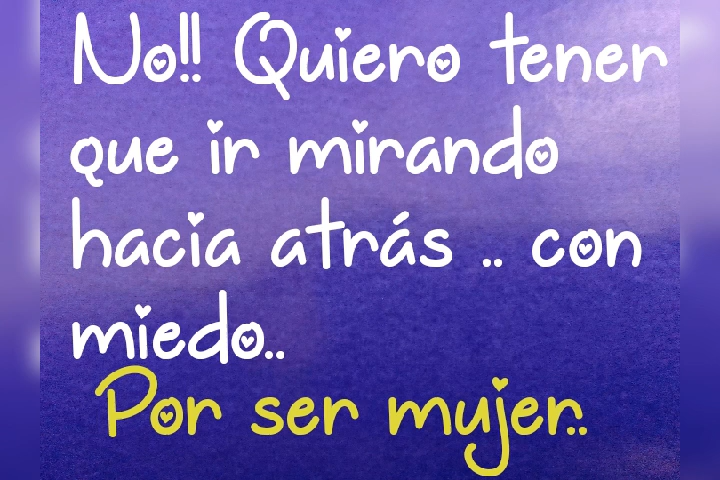 No!! Quiero tener
que ir mirando
hacia atrás .. con
miedo..
Por ser mujer..